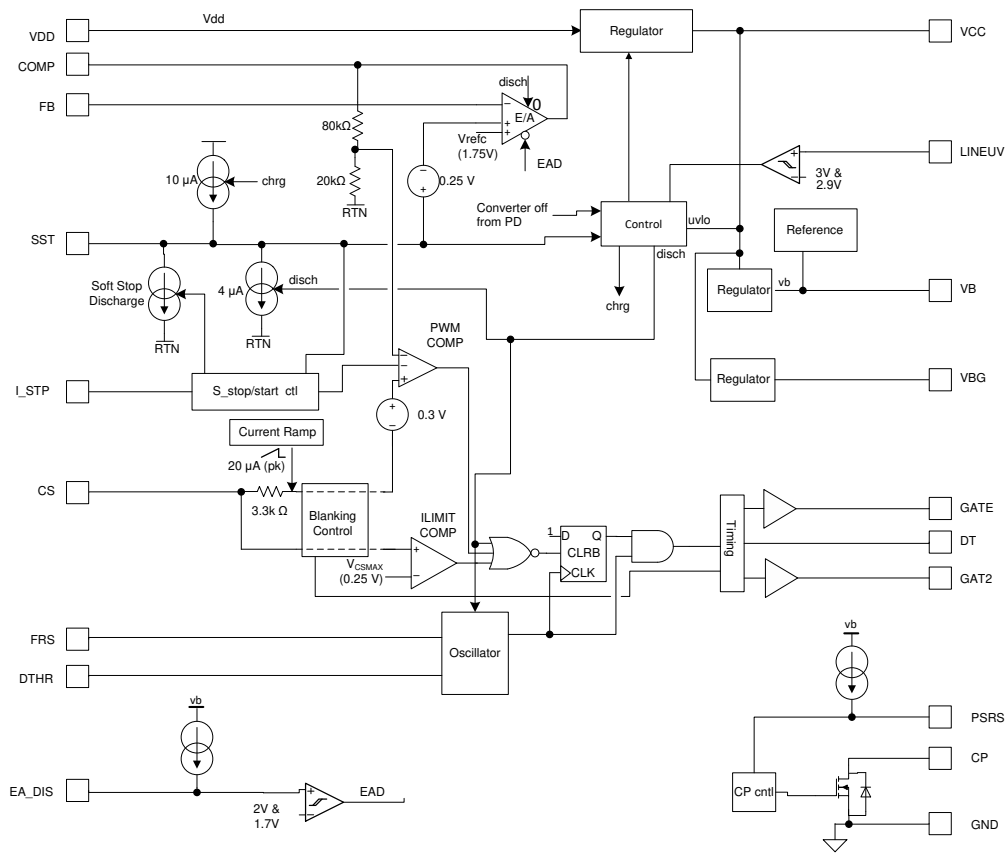 Vdd
VDD
Regulator
VCC
COMP
disch
0
FB
E/A
80kΩ
Vrefc
(1.75V)
EAD
LINEUV
3V &
2.9V
10 µA
chrg
20kΩ
RTN
0.25 V
Converter off
from PD
Control
uvlo
disch
Reference
SST
Soft Stop
Discharge
4 µA
disch
RTN
RTN
chrg
Regulator
vb
VB
PWM
COMP
I_STP
S_stop/start ctl
Regulator
VBG
0.3 V
Current Ramp
20 µA (pk)
CS
3.3k Ω
Blanking
Control
ILIMIT
COMP
VCSMAX
(0.25 V)
1
D
Q
CLRB
CLK
Timing
GATE
DT
GAT2
FRS
Oscillator
DTHR
vb
vb
PSRS
CP
EA_DIS
EAD
2V &
1.7V
CP cntl
GND